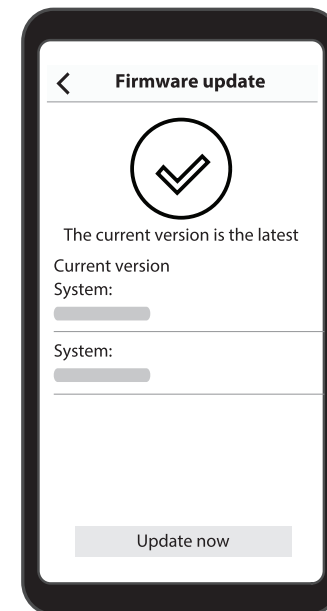 Firmware update
The current version is the latest
Current version
System:
System:
Update now